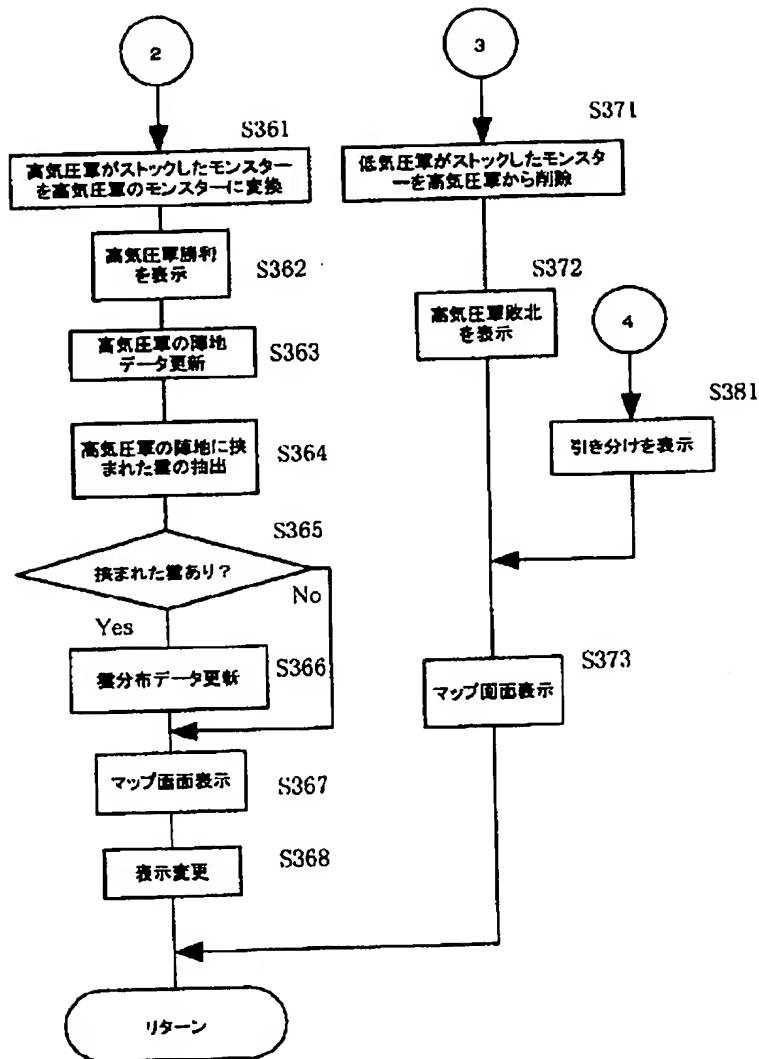 2
S361
高気圧軍がストックしたモンスター
を高気圧軍のモンスターに変換
高気圧軍勝利
を表示
S362
高気圧軍の陣地
データ更新
S363
高気圧軍の陣地に挟
まれた雲の抽出
S364
S365
挟まれた雲あり?
No
Yes
雲分布データ更新
S366
マップ画面表示
S367
表示変更
S368
リターン
3
S371
低気圧軍がストックしたモンスタ
ーを高気圧軍から削除
S372
高気圧軍敗北
を表示
4
S381
引き分けを表示
S373
マップ画面表示